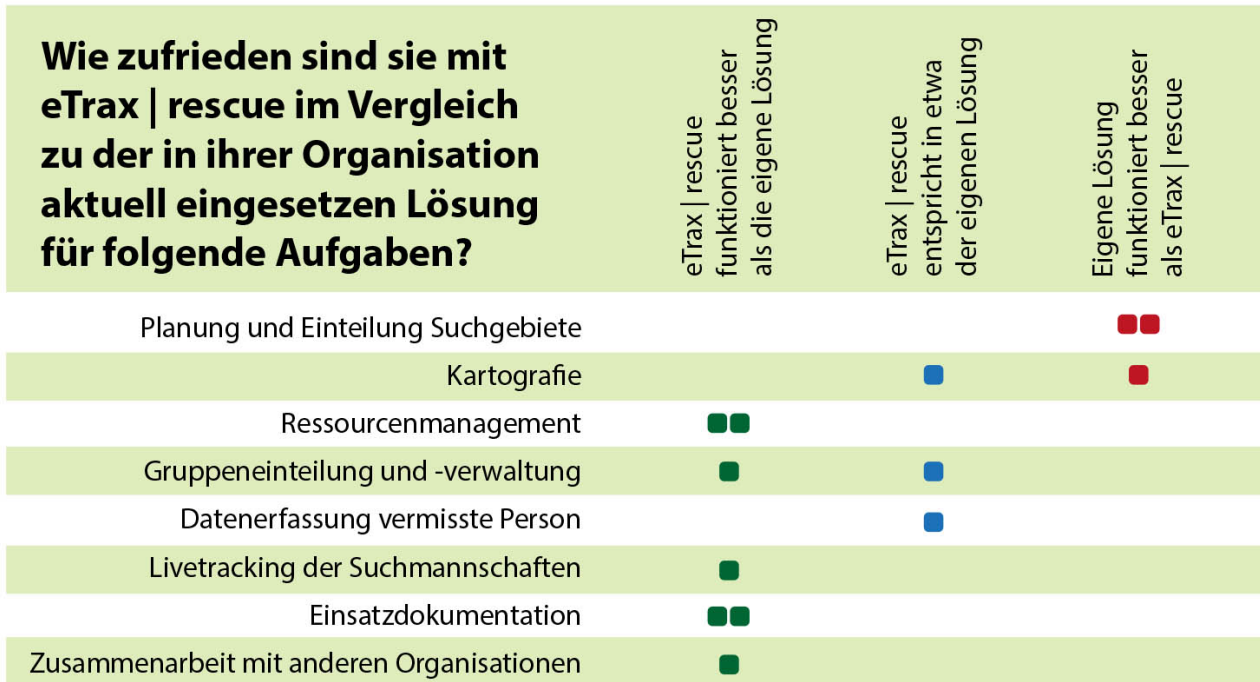 Wie zufrieden sind sie mit
eTrax | rescue im Vergleich
zu der in ihrer Organisation
aktuell eingesetzen Lösung
für folgende Aufgaben?
eTrax | rescue
funktioniert besser
als die eigene Lösung
eTrax | rescue
entspricht in etwa
der eigenen Lösung
Eigene Lösung
funktioniert besser
als eTrax | rescue
Planung und Einteilung Suchgebiete
Kartografie
Ressourcenmanagement
Gruppeneinteilung und -verwaltung
Datenerfassung vermisste Person
Livetracking der Suchmannschaften
Einsatzdokumentation
Zusammenarbeit mit anderen Organisationen